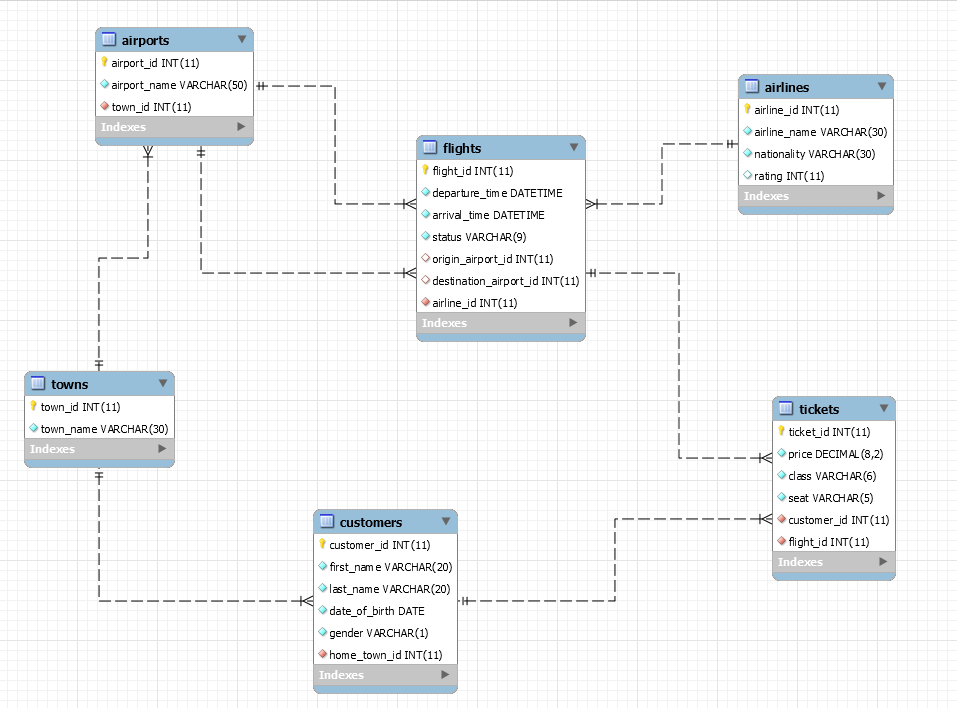 airports
airport_id INT(11)
airport_name VARCHAR(50)
town_id INT(11)
Indexes
airlines
airline_id INT(11)
airline_name VARCHAR(30)
nationality VARCHAR(30)
rating INT(11)
Indexes
flights
flight_id INT(11)
departure_time DATETIME
arrival_time DATETIME
status VARCHAR(9)
origin_airport_id INT(11)
destination_airport_id INT(11)
airline_id INT(11)
Indexes
towns
town_id INT(11)
town_name VARCHAR(30)
Indexes
tickets
ticket_id INT(11)
price DECIMAL(8,2)
class VARCHAR(6)
seat VARCHAR(5)
customer_id INT(11)
flight_id INT(11)
Indexes
customers
customer_id INT(11)
first_name VARCHAR(20)
last_name VARCHAR(20)
date_of_birth DATE
gender VARCHAR(1)
home_town_id INT(11)
Indexes